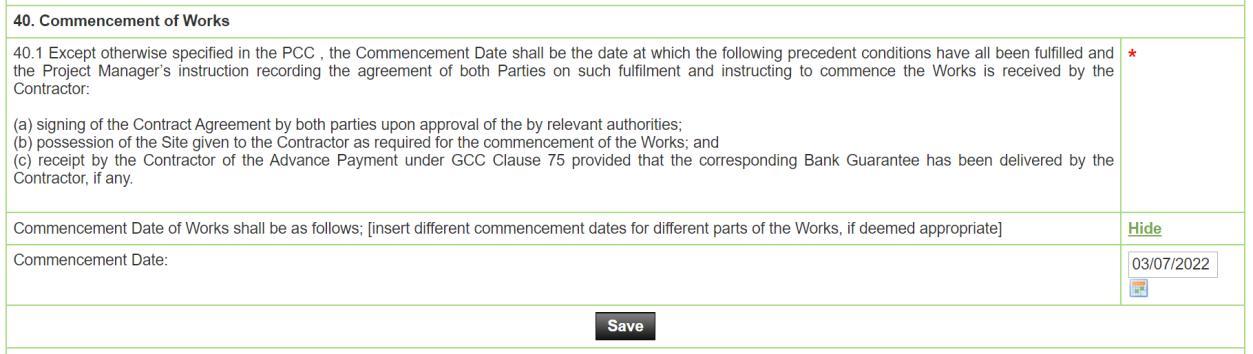 40. Commencement of Works
40.1 Except otherwise specified in the PCC , the Commencement Date shall be the date at which the following precedent conditions have all been fulfilled and *
the Project Manager's instruction recording the agreement of both Parties on such fulfilment and instructing to commence the Works is received by the
Contractor:
(a) signing of the Contract Agreement by both parties upon approval of the by relevant authorities;
(b) possession of the Site given to the Contractor as required for the commencement of the Works; and
(c) receipt by the Contractor of the Advance Payment under GCC Clause 75 provided that the corresponding Bank Guarantee has been delivered by the
Contractor, if any.
Commencement Date of Works shall be as follows; [insert different commencement dates for different parts of the Works, if deemed appropriate] Hide
Commencement Date: 03/07/2022
Save